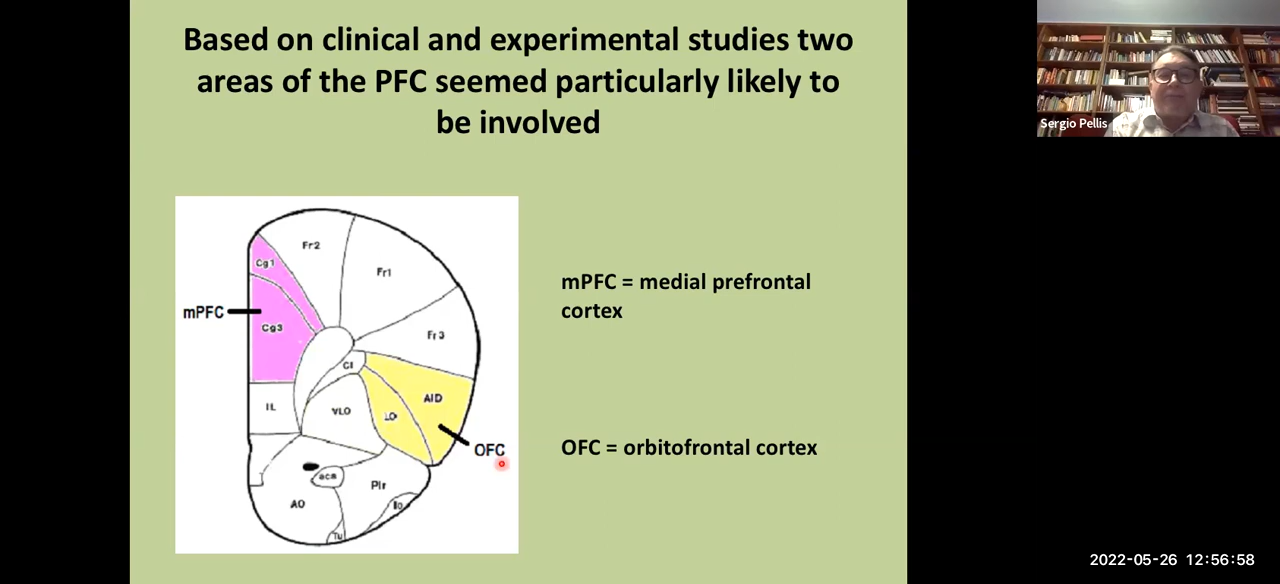 Based on clinical and experimental studies two
areas of the PFC seemed particularly likely to
be involved
Sergio Pellis
Fr2
Cg1
Fr1
mPFC
mPFC = medial prefrontal
cortex
Cg3
Fr3
Cl
AID
IL
VLO
LO
OFC
OFC = orbitofrontal cortex
aca
Pir
AO
Tu
2022-05-26 12:56:58